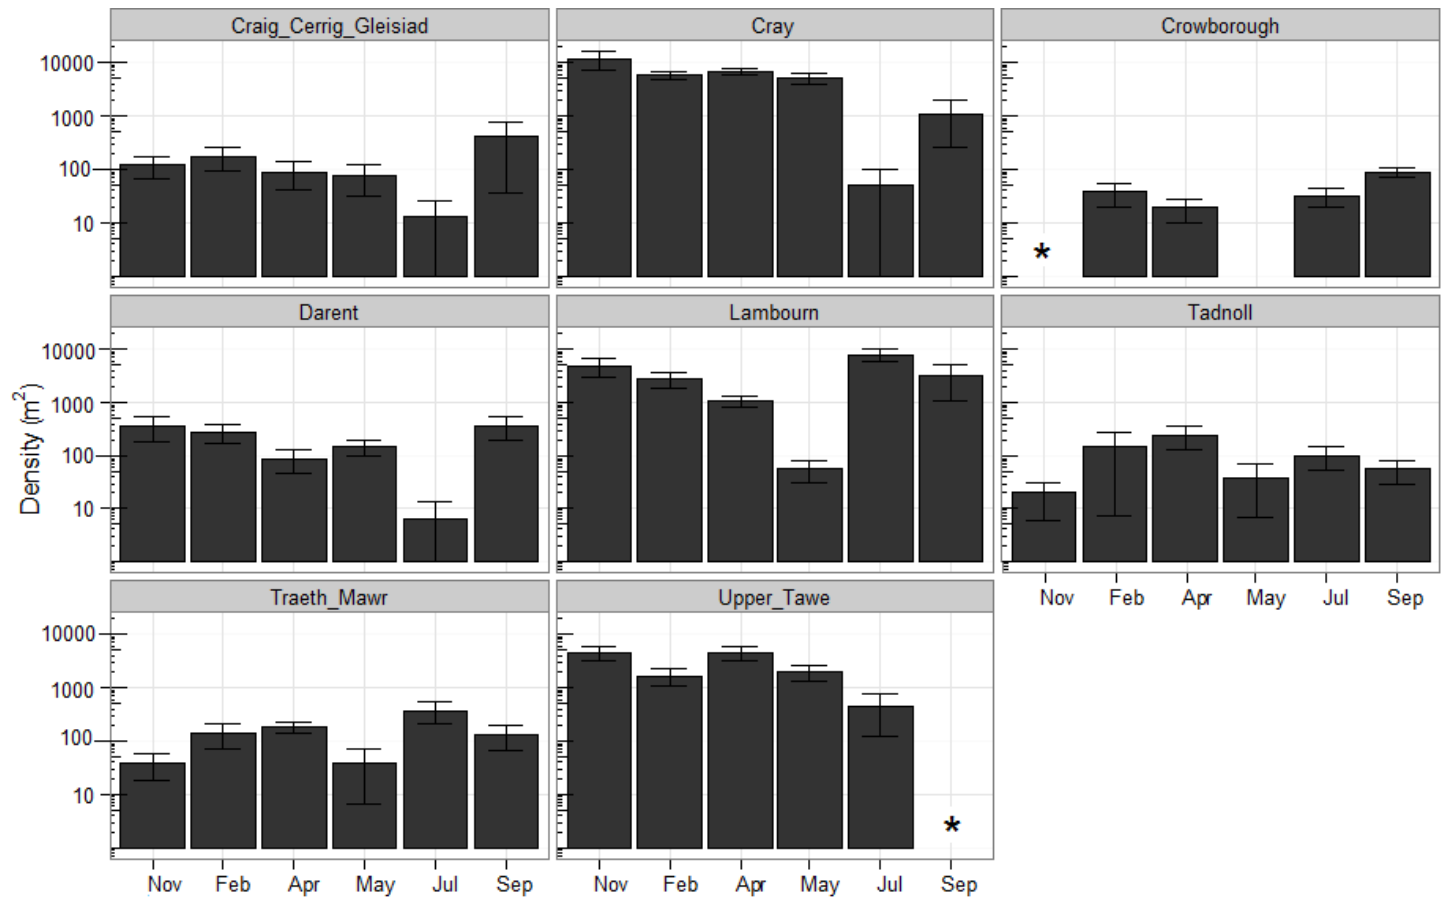 Craig_Cerrig_Gleisiad Cray Crowborough
10000
1000
100
10
*
Darent Lambourn Tadnoll
Density (m²)
10000
1000
100
10
Nov Feb Apr May Jul Sep
Traeth_Mawr Upper_Tawe
10000
1000
100
10
*
Nov Feb Apr May Jul Sep Nov Feb Apr May Jul Sep